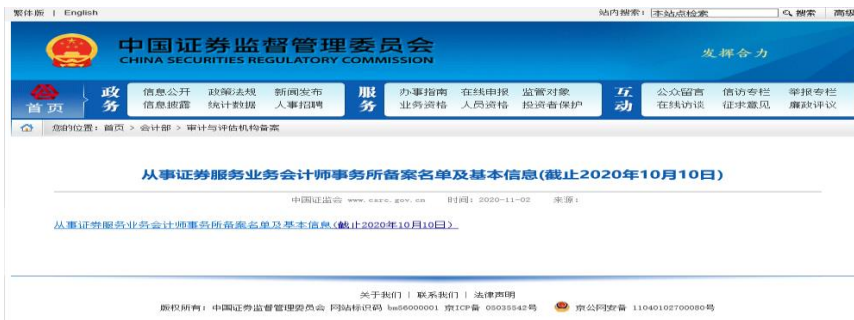 繁体版 | English 站内搜索: 本站点检索 搜索 高级
中国证券监督管理委员会
CHINA SECURITIES REGULATORY COMMISSION
发挥合力
首页
政务 信息公开 政策法规 新闻发布
信息披露 统计数据 人事招聘
服务 办事指南 在线申报 监管对象
业务资格 人员资格 投资者保护
互动 公众留言 信访专栏 举报专栏
在线访谈 征求意见 廉政评议
您的位置: 首页 > 会计部 > 审计与评估机构备案
从事证券服务业务会计师事务所备案名单及基本信息(截止2020年10月10日)
中国证监会 www.csrc.gov.cn 时间: 2020-11-02 来源:
从事证券服务业务会计师事务所备案名单及基本信息(截止2020年10月10日)
关于我们 | 联系我们 | 法律声明
版权所有: 中国证券监督管理委员会 网站标识码 bm56000001 京ICP备 05035542号 京公网安备 11040102700080号